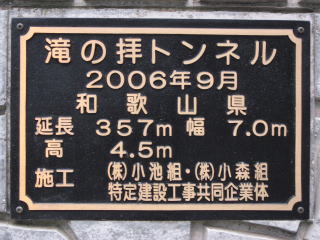 滝の拝トンネル
2006年9月
和歌山県
延長 357m 幅 7.0m
高 4.5m
施工 (株)小池組・(株)小森組
特定建設工事共同企業体